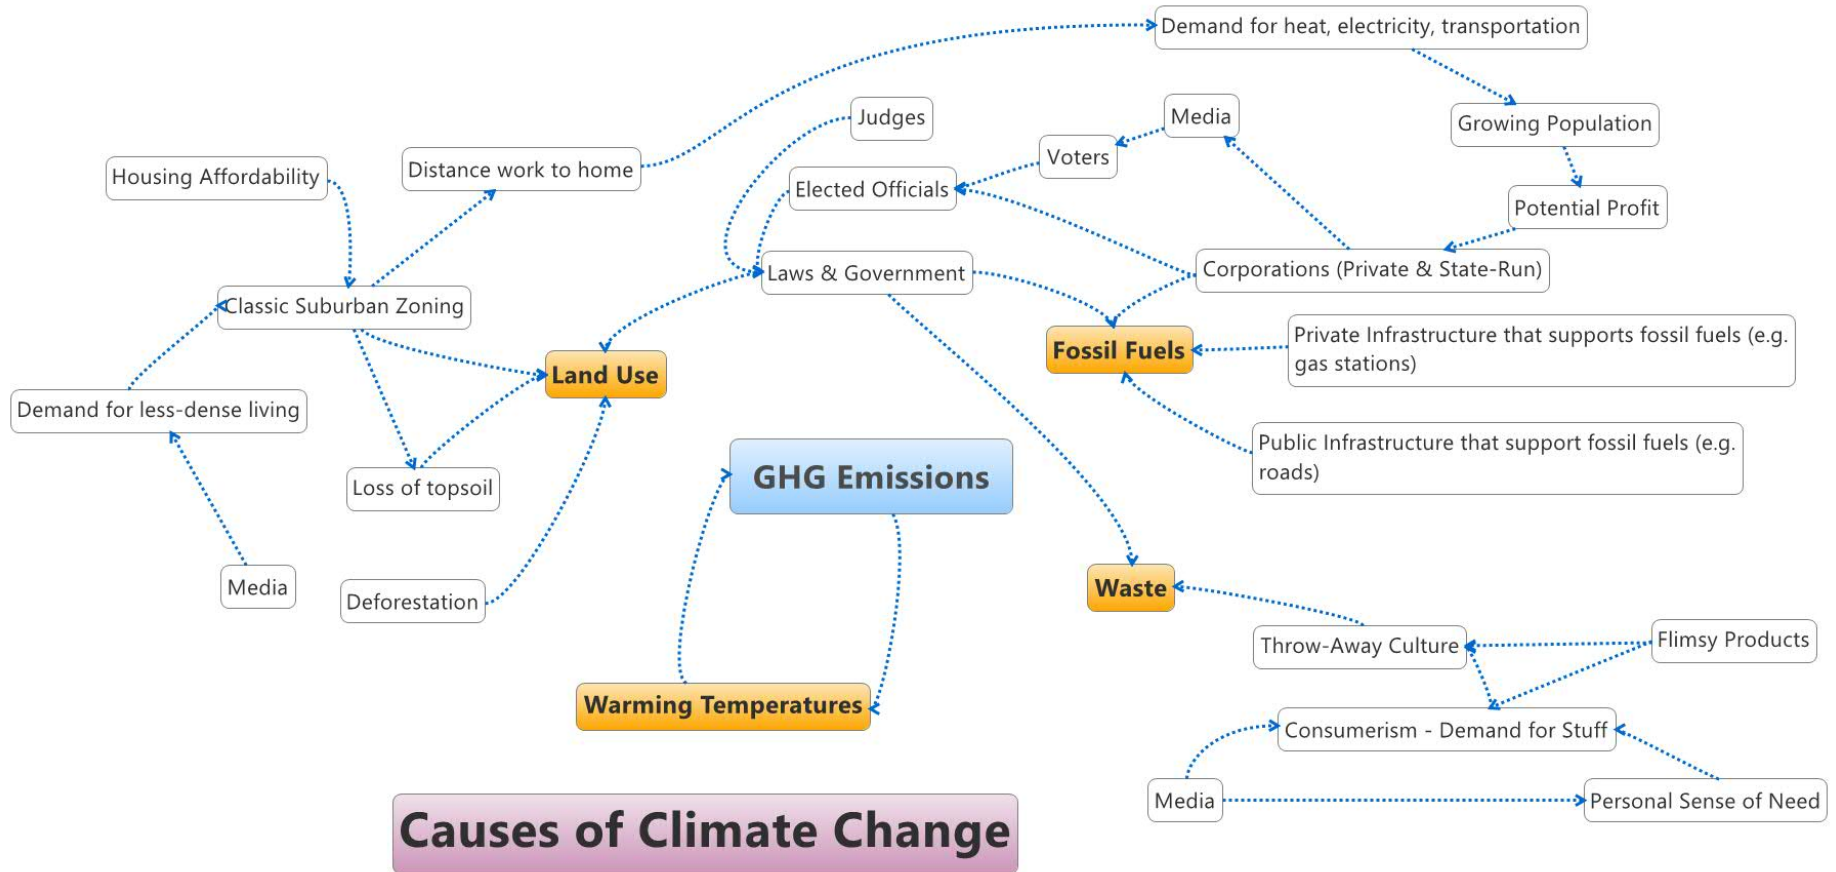 Demand for heat, electricity, transportation
Judges
Media
Growing Population
Voters
Housing Affordability
Distance work to home
Elected Officials
Potential Profit
Laws & Government
Corporations (Private & State-Run)
Classic Suburban Zoning
Private Infrastructure that supports fossil fuels (e.g.
gas stations)
Fossil Fuels
Land Use
Demand for less-dense living
Public Infrastructure that support fossil fuels (e.g.
roads)
GHG Emissions
Loss of topsoil
Media
Deforestation
Waste
Throw-Away Culture
Flimsy Products
Warming Temperatures
Consumerism - Demand for Stuff
Media
Personal Sense of Need
Causes of Climate Change